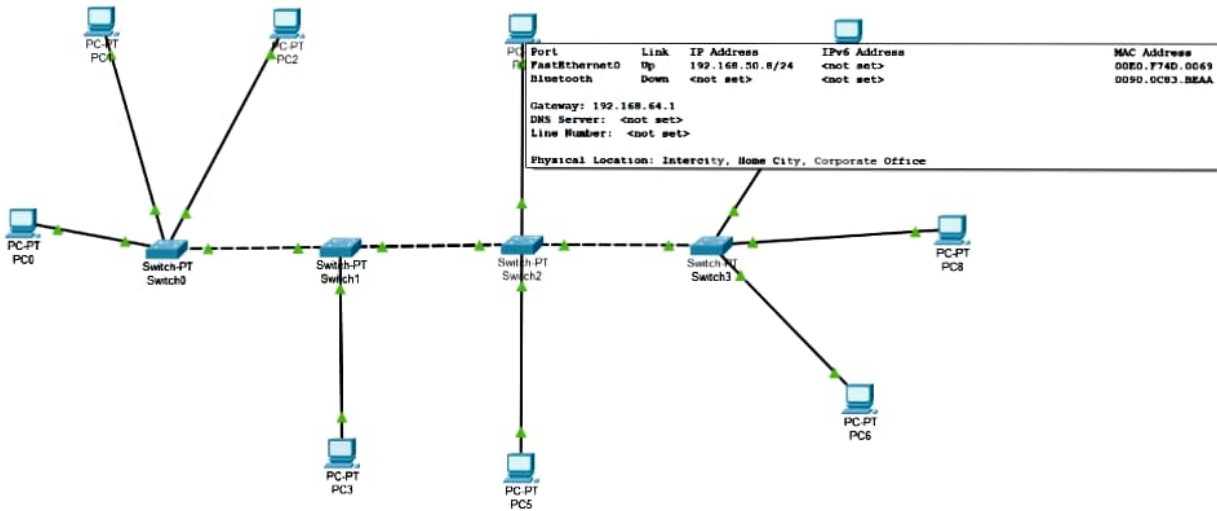 PC-PT
PC1
PC-PT
PC2
Port Link IP Address IPv6 Address MAC Address
FastEthernet0 Up 192.168.50.8/24 <not set> 00E0.F74D.0069
Bluetooth Down <not set> <not set> 0090.0C83.BEAA
Gateway: 192.168.64.1
DNS Server: <not set>
Line Number: <not set>
Physical Location: Intercity, Home City, Corporate Office
PC-PT
PC0
Switch-PT
Switch0
Switch-PT
Switch1
Switch-PT
Switch2
Switch-PT
Switch3
PC-PT
PC8
PC-PT
PC6
PC-PT
PC3
PC-PT
PC5